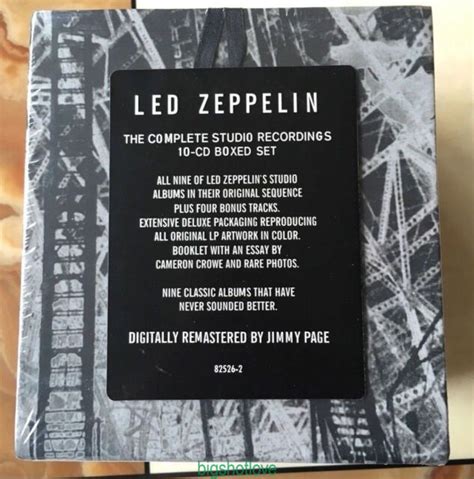 LED ZEPPELIN
THE COMPLETE STUDIO RECORDINGS
10-CD BOXED SET
ALL NINE OF LED ZEPPELIN'S STUDIO
ALBUMS IN THEIR ORIGINAL SEQUENCE
PLUS FOUR BONUS TRACKS.
EXTENSIVE DELUXE PACKAGING REPRODUCING
ALL ORIGINAL LP ARTWORK IN COLOR.
BOOKLET WITH AN ESSAY BY
CAMERON CROWE AND RARE PHOTOS.
NINE CLASSIC ALBUMS THAT HAVE
NEVER SOUNDED BETTER.
DIGITALLY REMASTERED BY JIMMY PAGE
82526-2
bigshotlove